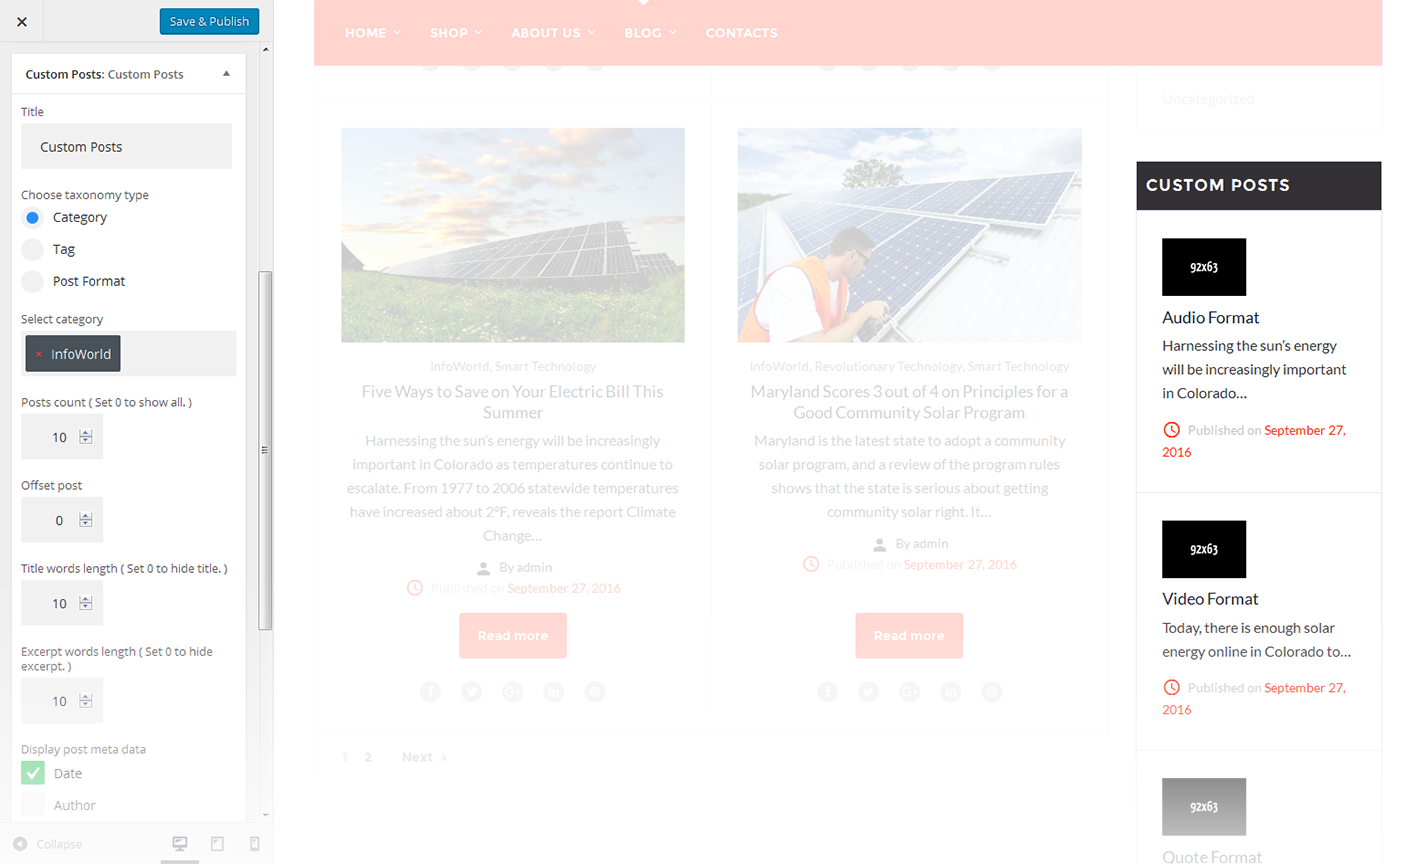 Save & Publish
Custom Posts: Custom Posts
Title
Custom Posts
Choose taxonomy type
Category
Tag
Post Format
Select category
× InfoWorld
Posts count ( Set 0 to show all. )
10
Offset post
0
Title words length ( Set 0 to hide title. )
10
Excerpt words length ( Set 0 to hide
excerpt. )
10
Display post meta data
Date
Author
Collapse
HOME SHOP ABOUT US BLOG CONTACTS
InfoWorld, Smart Technology
Five Ways to Save on Your Electric Bill This
Summer
Harnessing the sun’s energy will be increasingly
important in Colorado as temperatures continue to
escalate. From 1977 to 2006 statewide temperatures
have increased about 2°F, reveals the report Climate
Change...
By admin
Published on September 27, 2016
Read more
InfoWorld, Revolutionary Technology, Smart Technology
Maryland Scores 3 out of 4 on Principles for a
Good Community Solar Program
Maryland is the latest state to adopt a community
solar program, and a review of the program rules
shows that the state is serious about getting
community solar right. It...
By admin
Published on September 27, 2016
Read more
1 2 Next
Uncategorized
CUSTOM POSTS
92x63
Audio Format
Harnessing the sun’s energy
will be increasingly important
in Colorado...
Published on September 27,
2016
92x63
Video Format
Today, there is enough solar
energy online in Colorado to...
Published on September 27,
2016
92x63
Quote Format